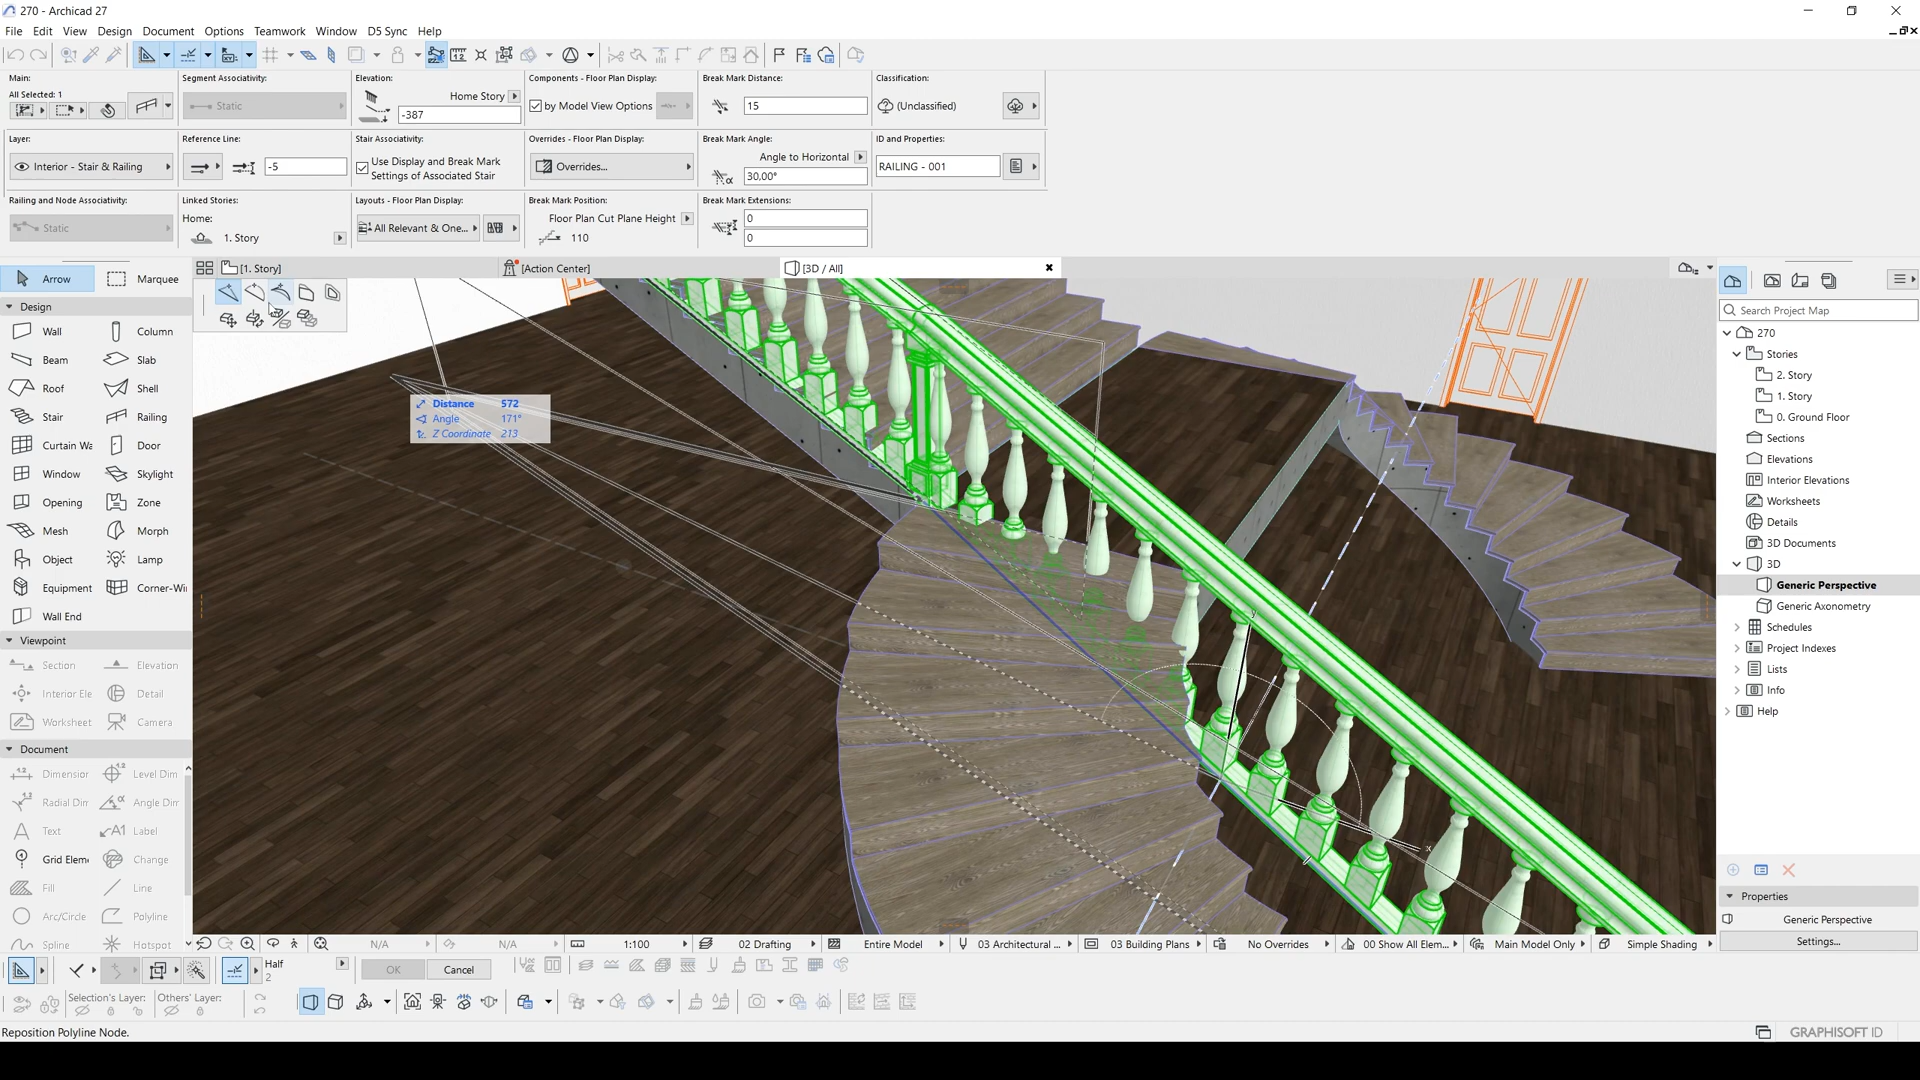 270 - Archicad 27
File Edit View Design Document Options Teamwork Window D5 Sync Help
Main:
All Selected: 1
Segment Associativity:
Static
Elevation:
Home Story
-387
Components - Floor Plan Display:
by Model View Options
Break Mark Distance:
15
Classification:
(Unclassified)
Layer:
Interior - Stair & Railing
Reference Line:
-5
Stair Associativity:
Use Display and Break Mark
Settings of Associated Stair
Overrides - Floor Plan Display:
Overrides...
Break Mark Angle:
Angle to Horizontal
30,00°
ID and Properties:
RAILING - 001
Railing and Node Associativity:
Static
Linked Stories:
Home:
1. Story
Layouts - Floor Plan Display:
All Relevant & One...
Break Mark Position:
Floor Plan Cut Plane Height
110
Break Mark Extensions:
0
0
Arrow Marquee
[1. Story]
[Action Center]
[3D / All]
Design
Wall Column
Beam Slab
Roof Shell
Stair Railing
Curtain Wa Door
Window Skylight
Opening Zone
Mesh Morph
Object Lamp
Equipment Corner-Wi
Wall End
Viewpoint
Section Elevation
Interior Ele Detail
Worksheet Camera
Document
Dimension Level Dim
Radial Dim Angle Dim
Text Label
Grid Elem Change
Fill Line
Arc/Circle Polyline
Spline Hotspot
Distance 572
Angle 171°
Z Coordinate 213
y
x
Search Project Map
270
Stories
2. Story
1. Story
0. Ground Floor
Sections
Elevations
Interior Elevations
Worksheets
Details
3D Documents
3D
Generic Perspective
Generic Axonometry
Schedules
Project Indexes
Lists
Info
Help
Properties
Generic Perspective
Settings...
N/A N/A 1:100 02 Drafting Entire Model 03 Architectural ... 03 Building Plans No Overrides 00 Show All Elem... Main Model Only Simple Shading
Half
2
OK Cancel
Selection's Layer: Others' Layer:
Reposition Polyline Node.
GRAPHISOFT ID